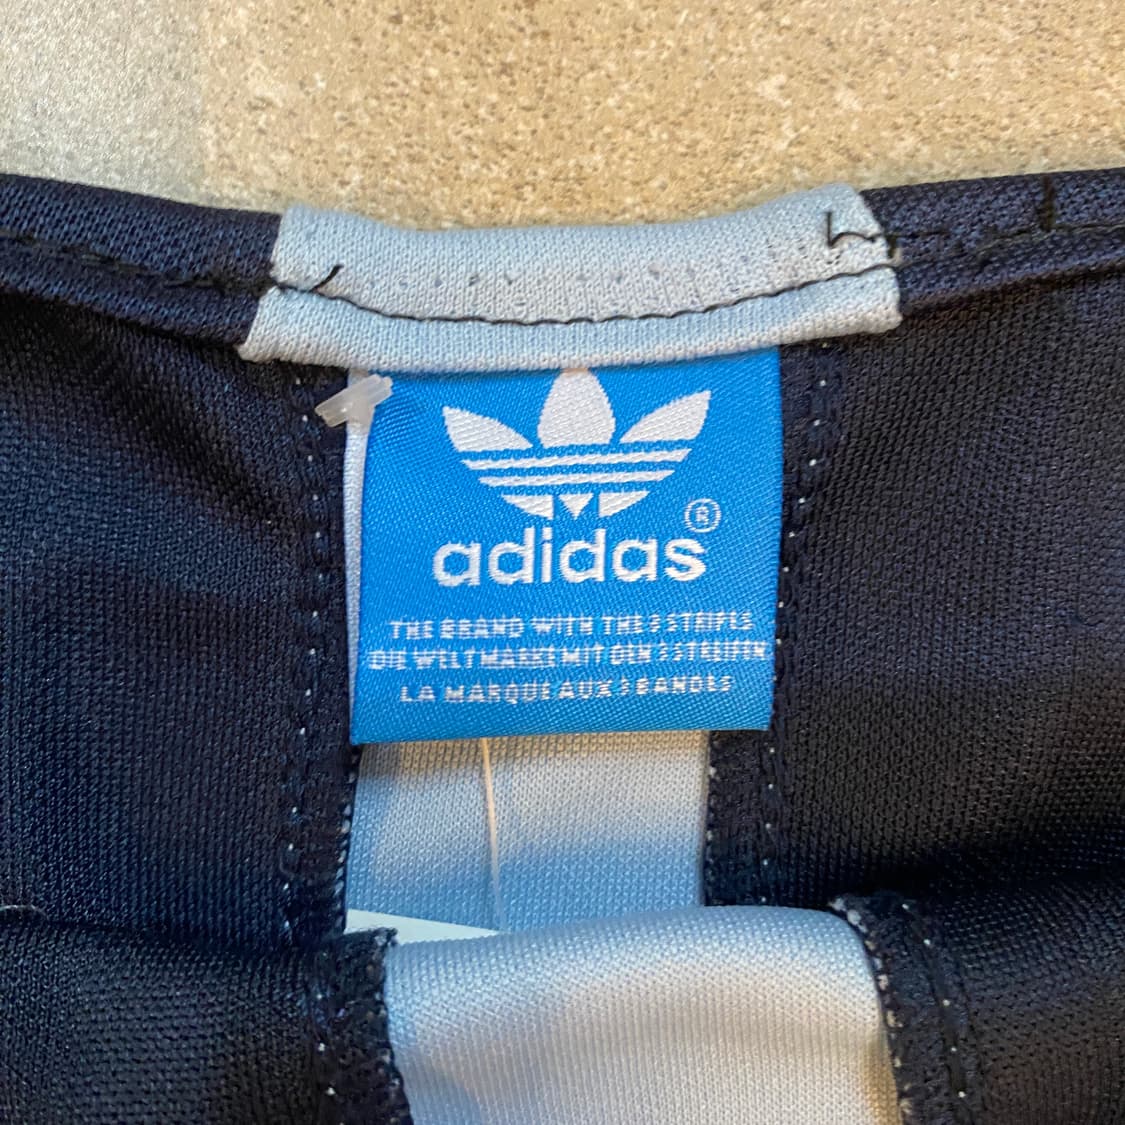 adidas®
THE BRAND WITH THE 3 STRIPES
DIE WELTMARKE MIT DEN 3 STREIFEN
LA MARQUE AUX 3 BANDES